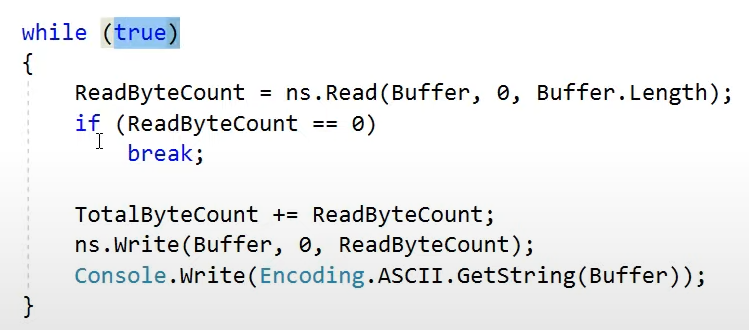 while (true)
{
ReadByteCount = ns.Read(Buffer, 0, Buffer.Length);
if (ReadByteCount == 0)
break;
TotalByteCount += ReadByteCount;
ns.Write(Buffer, 0, ReadByteCount);
Console.Write(Encoding.ASCII.GetString(Buffer));
}